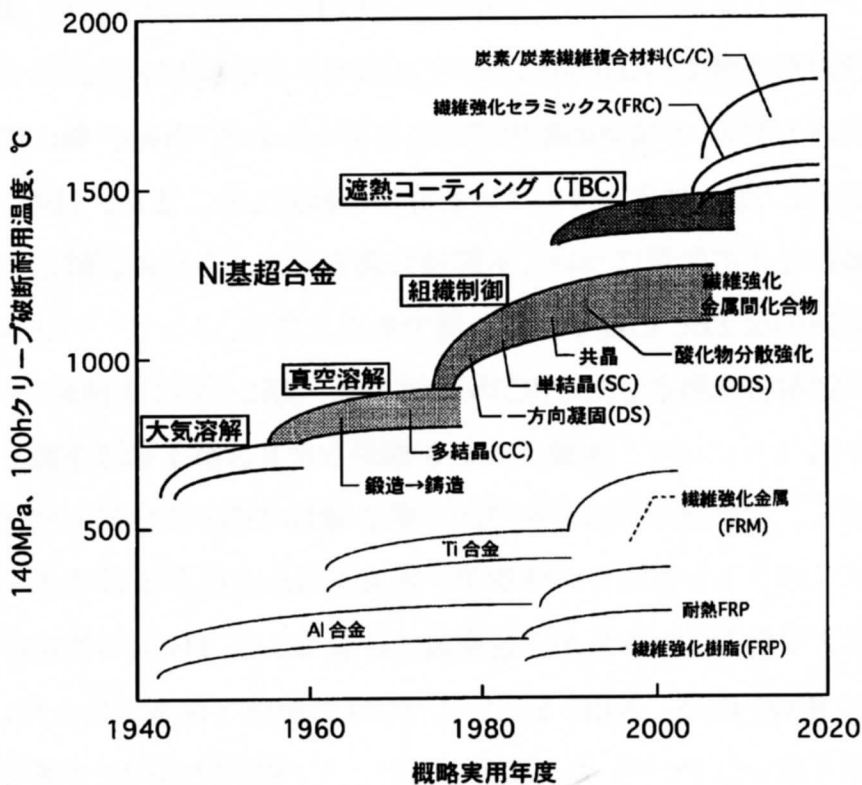 140MPa、100hクリープ破断耐用温度、℃
2000
1500
1000
500
炭素/炭素繊維複合材料(C/C)
繊維強化セラミックス(FRC)
遮熱コーティング（TBC）
Ni基超合金
組織制御
繊維強化
金属間化合物
共晶
酸化物分散強化
(ODS)
真空溶解
単結晶(SC)
一方向凝固(DS)
大気溶解
多結晶(CC)
鍛造→鋳造
繊維強化金属
(FRM)
Ti 合金
Al 合金
耐熱FRP
繊維強化樹脂(FRP)
1940
1960
1980
2000
2020
概略実用年度